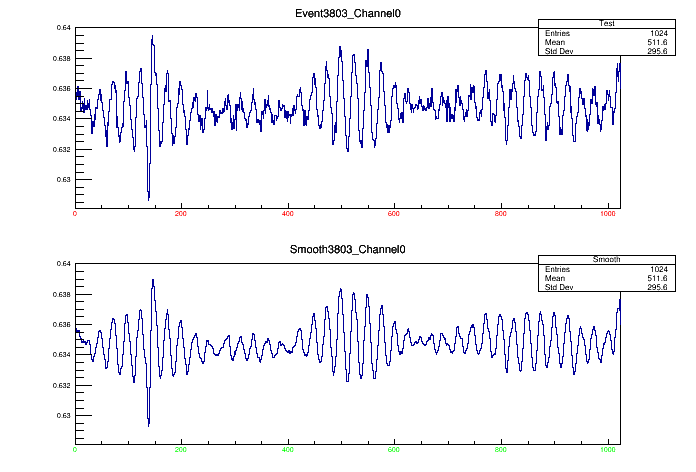 Event3803_Channel0
Test
Entries 1024
Mean 511.6
Std Dev 295.6
0.64
0.638
0.636
0.634
0.632
0.63
0 200 400 600 800 1000
Smooth3803_Channel0
Smooth
Entries 1024
Mean 511.6
Std Dev 295.6
0.64
0.638
0.636
0.634
0.632
0.63
0 200 400 600 800 1000